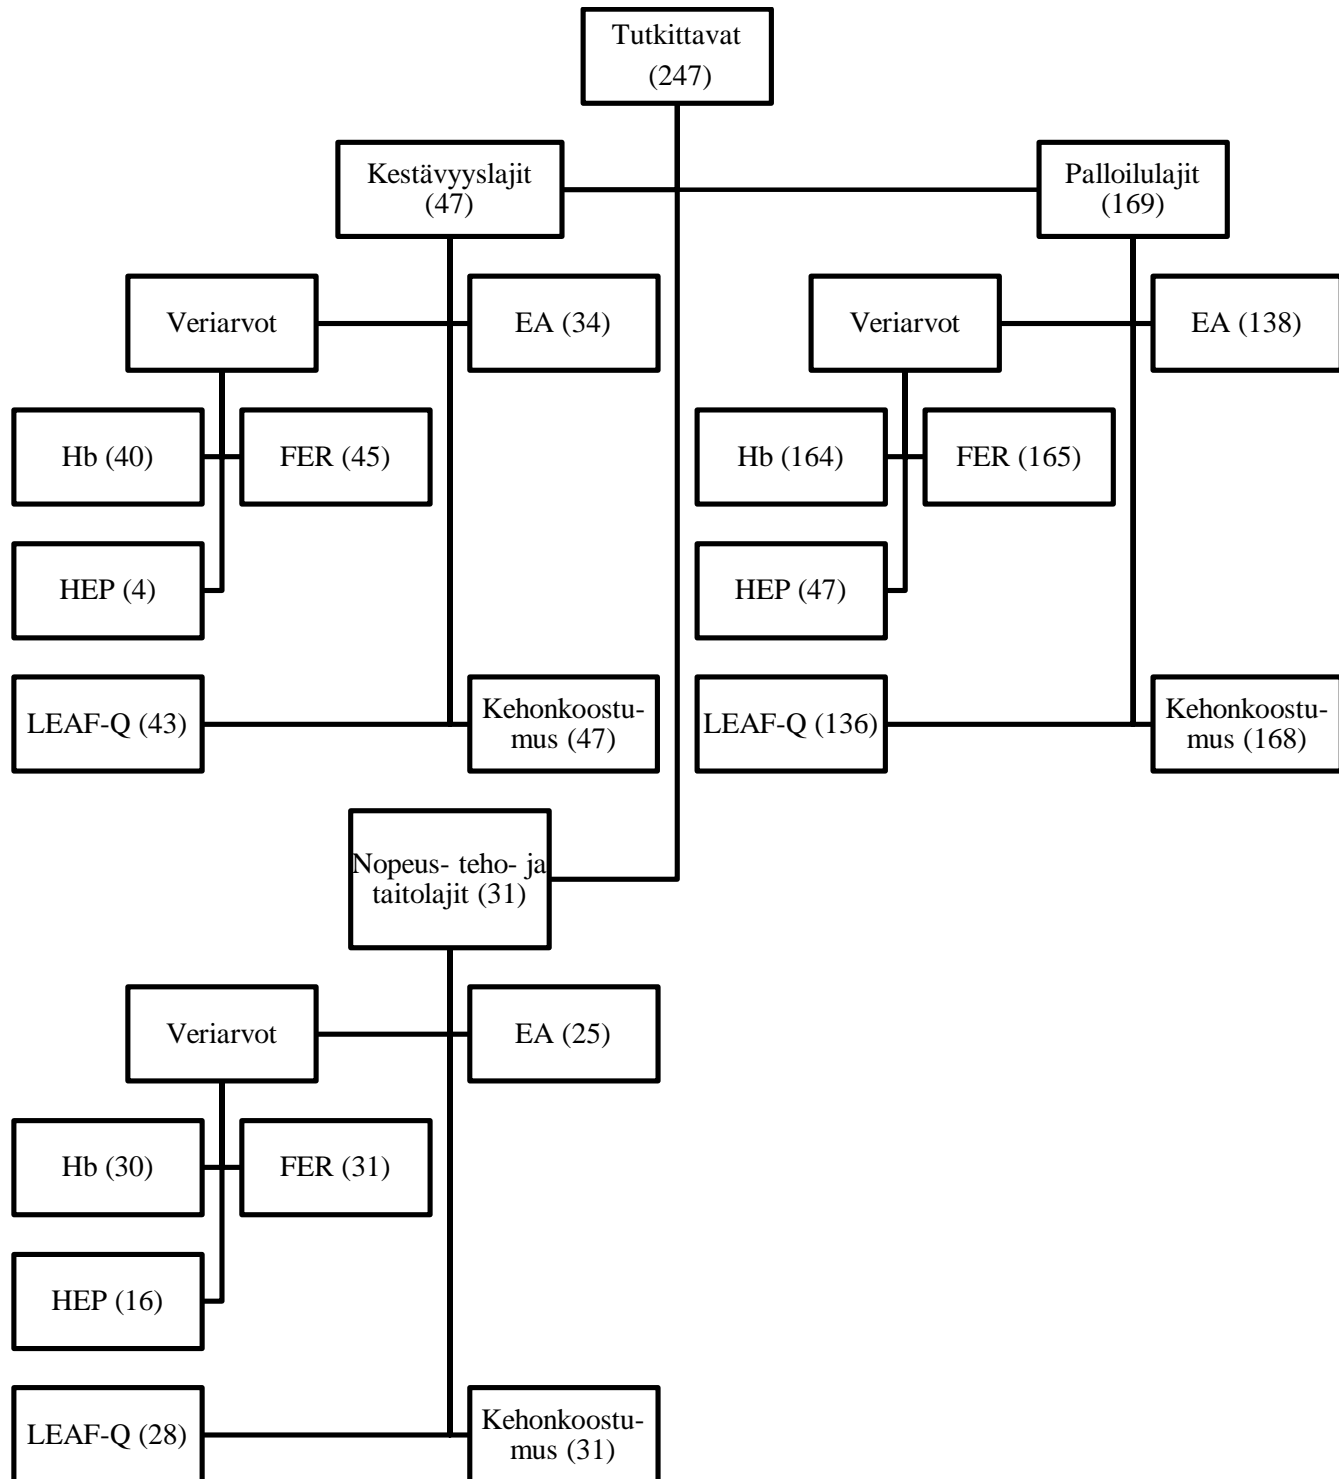 Tutkittavat
(247)
Kestävyyslajit
(47)
Palloilulajit
(169)
Veriarvot
EA (34)
Veriarvot
EA (138)
Hb (40)
FER (45)
Hb (164)
FER (165)
HEP (4)
HEP (47)
LEAF-Q (43)
Kehonkoostu-
mus (47)
LEAF-Q (136)
Kehonkoostu-
mus (168)
Nopeus- teho- ja
taitolajit (31)
Veriarvot
EA (25)
Hb (30)
FER (31)
HEP (16)
LEAF-Q (28)
Kehonkoostu-
mus (31)